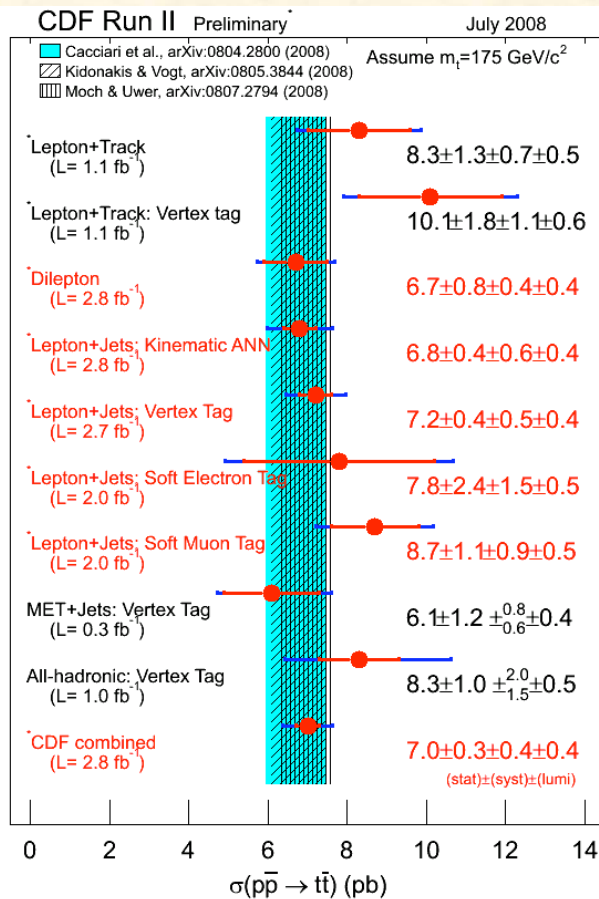 CDF Run II Preliminary* July 2008
Cacciari et al., arXiv:0804.2800 (2008)
Assume mₜ=175 GeV/c²
Kidonakis & Vogt, arXiv:0805.3844 (2008)
Moch & Uwer, arXiv:0807.2794 (2008)
*Lepton+Track
(L= 1.1 fb⁻¹)
8.3±1.3±0.7±0.5
*Lepton+Track: Vertex tag
(L= 1.1 fb⁻¹)
10.1±1.8±1.1±0.6
*Dilepton
(L= 2.8 fb⁻¹)
6.7±0.8±0.4±0.4
*Lepton+Jets; Kinematic ANN
(L= 2.8 fb⁻¹)
6.8±0.4±0.6±0.4
*Lepton+Jets; Vertex Tag
(L= 2.7 fb⁻¹)
7.2±0.4±0.5±0.4
*Lepton+Jets; Soft Electron Tag
(L= 2.0 fb⁻¹)
7.8±2.4±1.5±0.5
*Lepton+Jets; Soft Muon Tag
(L= 2.0 fb⁻¹)
8.7±1.1±0.9±0.5
MET+Jets: Vertex Tag
(L= 0.3 fb⁻¹)
6.1±1.2 ±0.8 0.6±0.4
All-hadronic: Vertex Tag
(L= 1.0 fb⁻¹)
8.3±1.0 ±2.0 1.5±0.5
*CDF combined
(L= 2.8 fb⁻¹)
7.0±0.3±0.4±0.4
(stat)±(syst)±(lumi)
0 2 4 6 8 10 12 14
σ(pp̄ → tt̄) (pb)